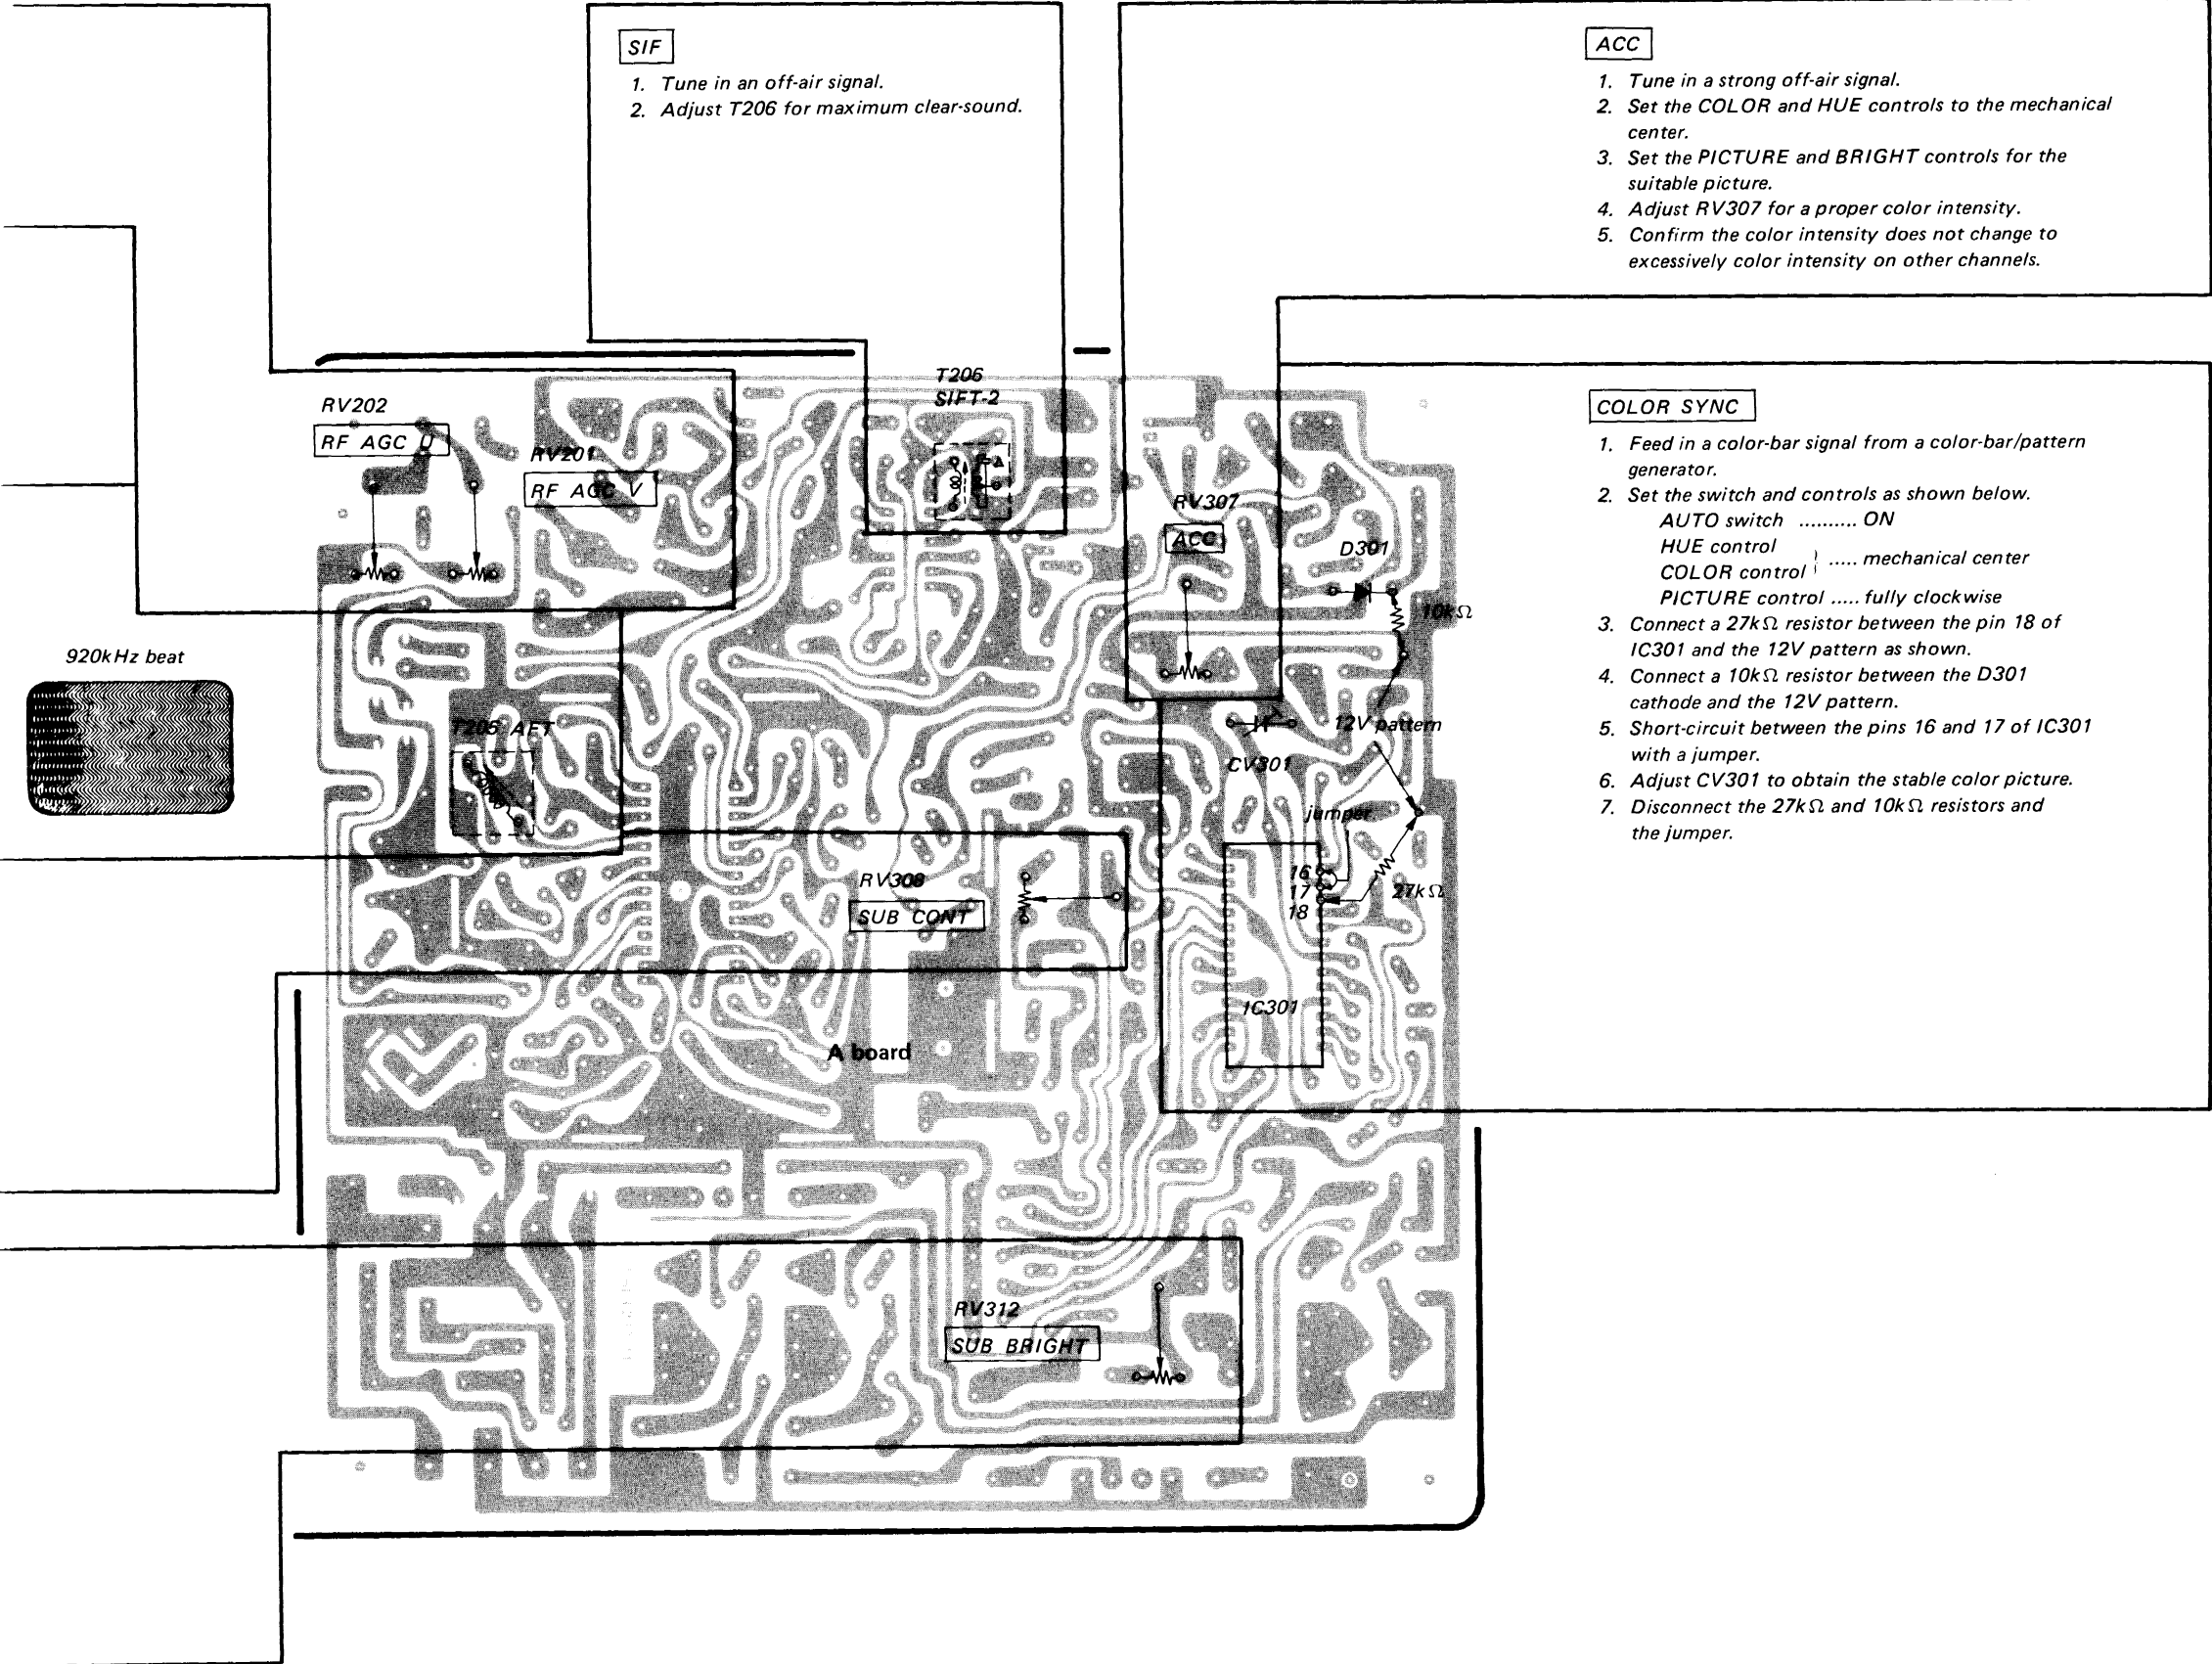 SIF
1. Tune in an off-air signal.
2. Adjust T206 for maximum clear-sound.
ACC
1. Tune in a strong off-air signal.
2. Set the COLOR and HUE controls to the mechanical
center.
3. Set the PICTURE and BRIGHT controls for the
suitable picture.
4. Adjust RV307 for a proper color intensity.
5. Confirm the color intensity does not change to
excessively color intensity on other channels.
COLOR SYNC
1. Feed in a color-bar signal from a color-bar/pattern
generator.
2. Set the switch and controls as shown below.
AUTO switch .......... ON
HUE control
COLOR control } ..... mechanical center
PICTURE control ..... fully clockwise
3. Connect a 27kΩ resistor between the pin 18 of
IC301 and the 12V pattern as shown.
4. Connect a 10kΩ resistor between the D301
cathode and the 12V pattern.
5. Short-circuit between the pins 16 and 17 of IC301
with a jumper.
6. Adjust CV301 to obtain the stable color picture.
7. Disconnect the 27kΩ and 10kΩ resistors and
the jumper.
T206
SIFT-2
RV202
RF AGC U
RV201
RF AGC V
RV307
ACC
D301
10kΩ
920kHz beat
T205 AFT
12V pattern
CV301
jumper
16
17
18
27kΩ
RV308
SUB CONT
IC301
A board
RV312
SUB BRIGHT